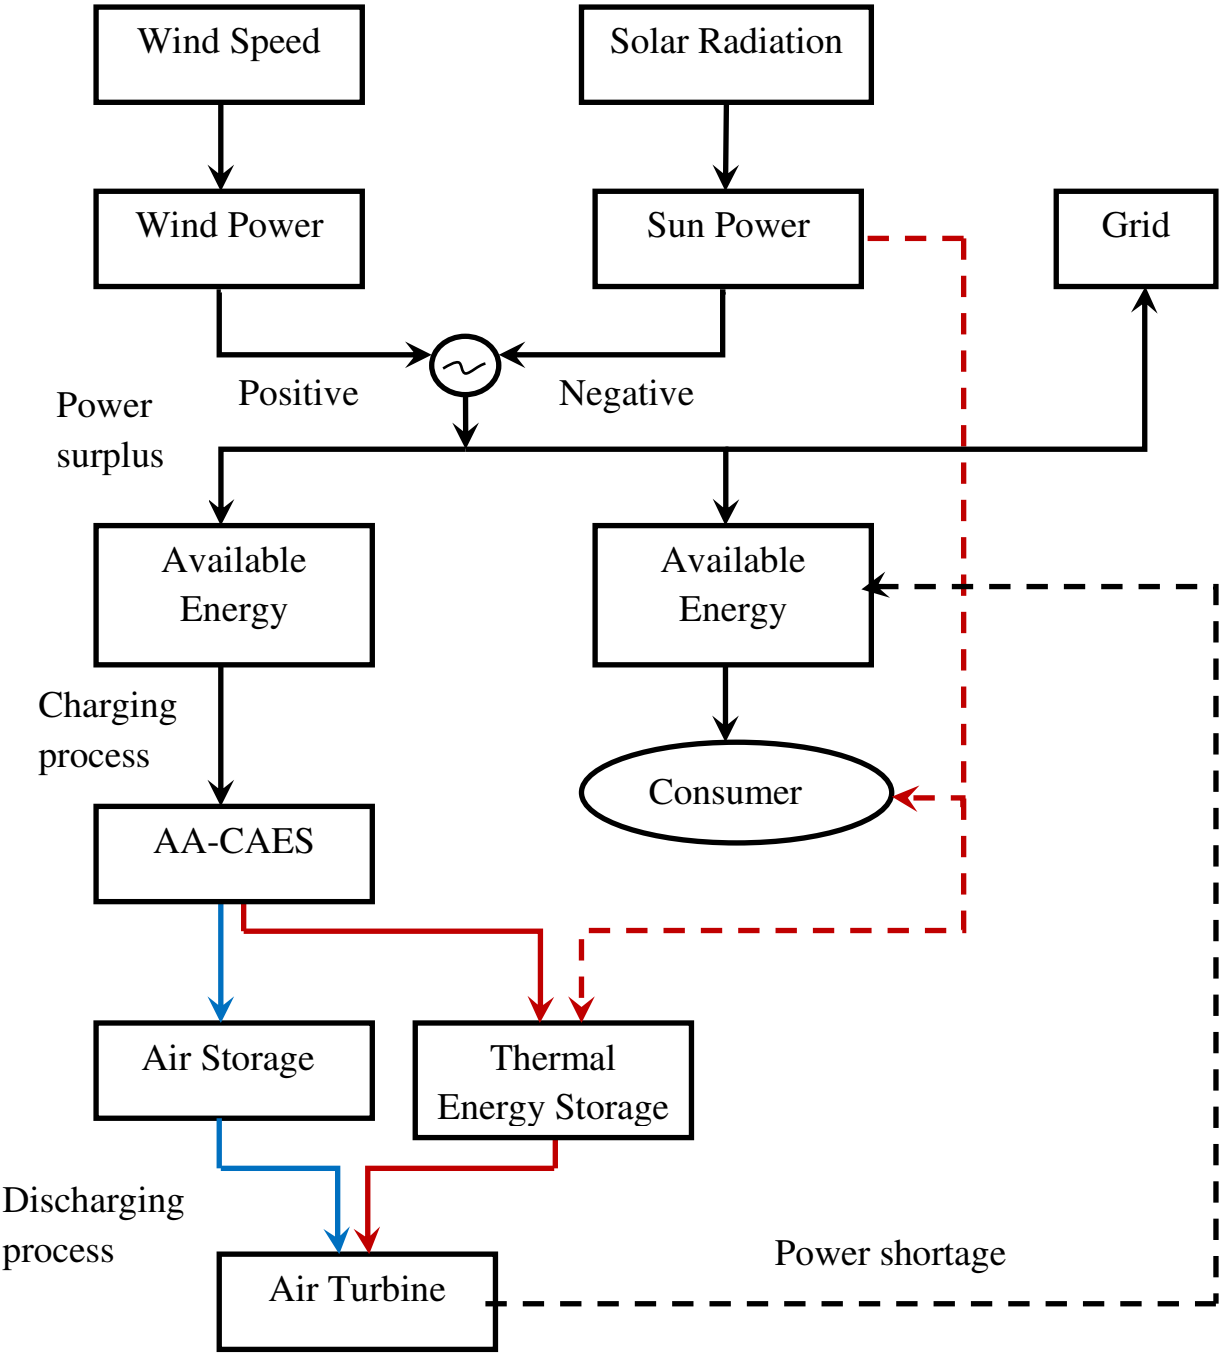 Wind Speed
Solar Radiation
Wind Power
Sun Power
Grid
Positive
Negative
Power
surplus
Available
Energy
Available
Energy
Charging
process
Consumer
AA-CAES
Air Storage
Thermal
Energy Storage
Discharging
process
Power shortage
Air Turbine